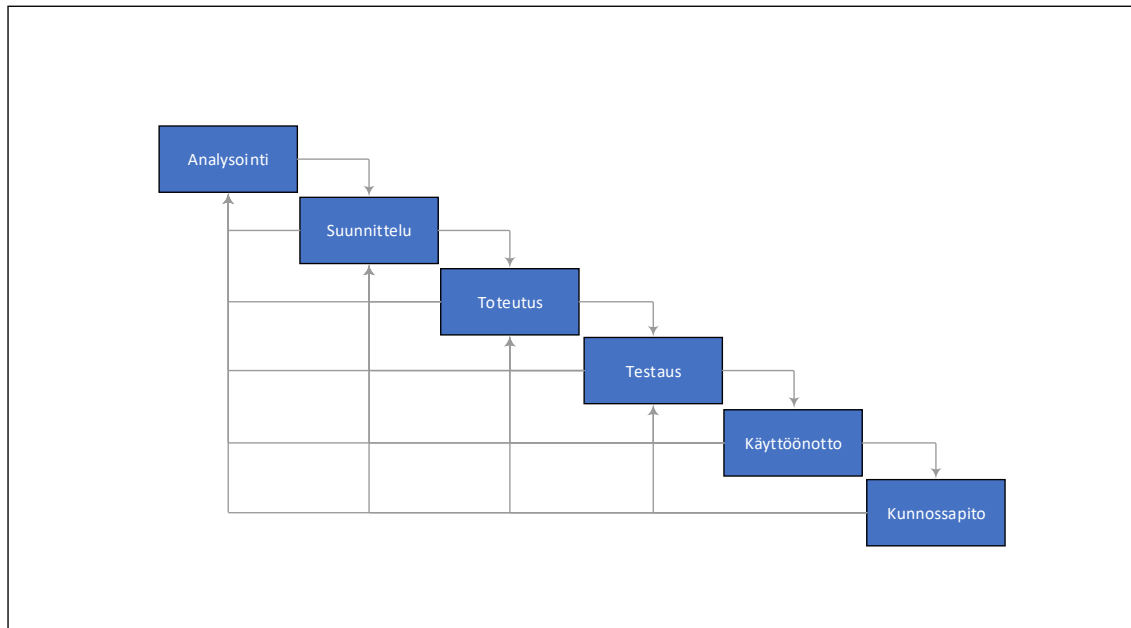 Analysointi
Suunnittelu
Toteutus
Testaus
Käyttöönotto
Kunnossapito